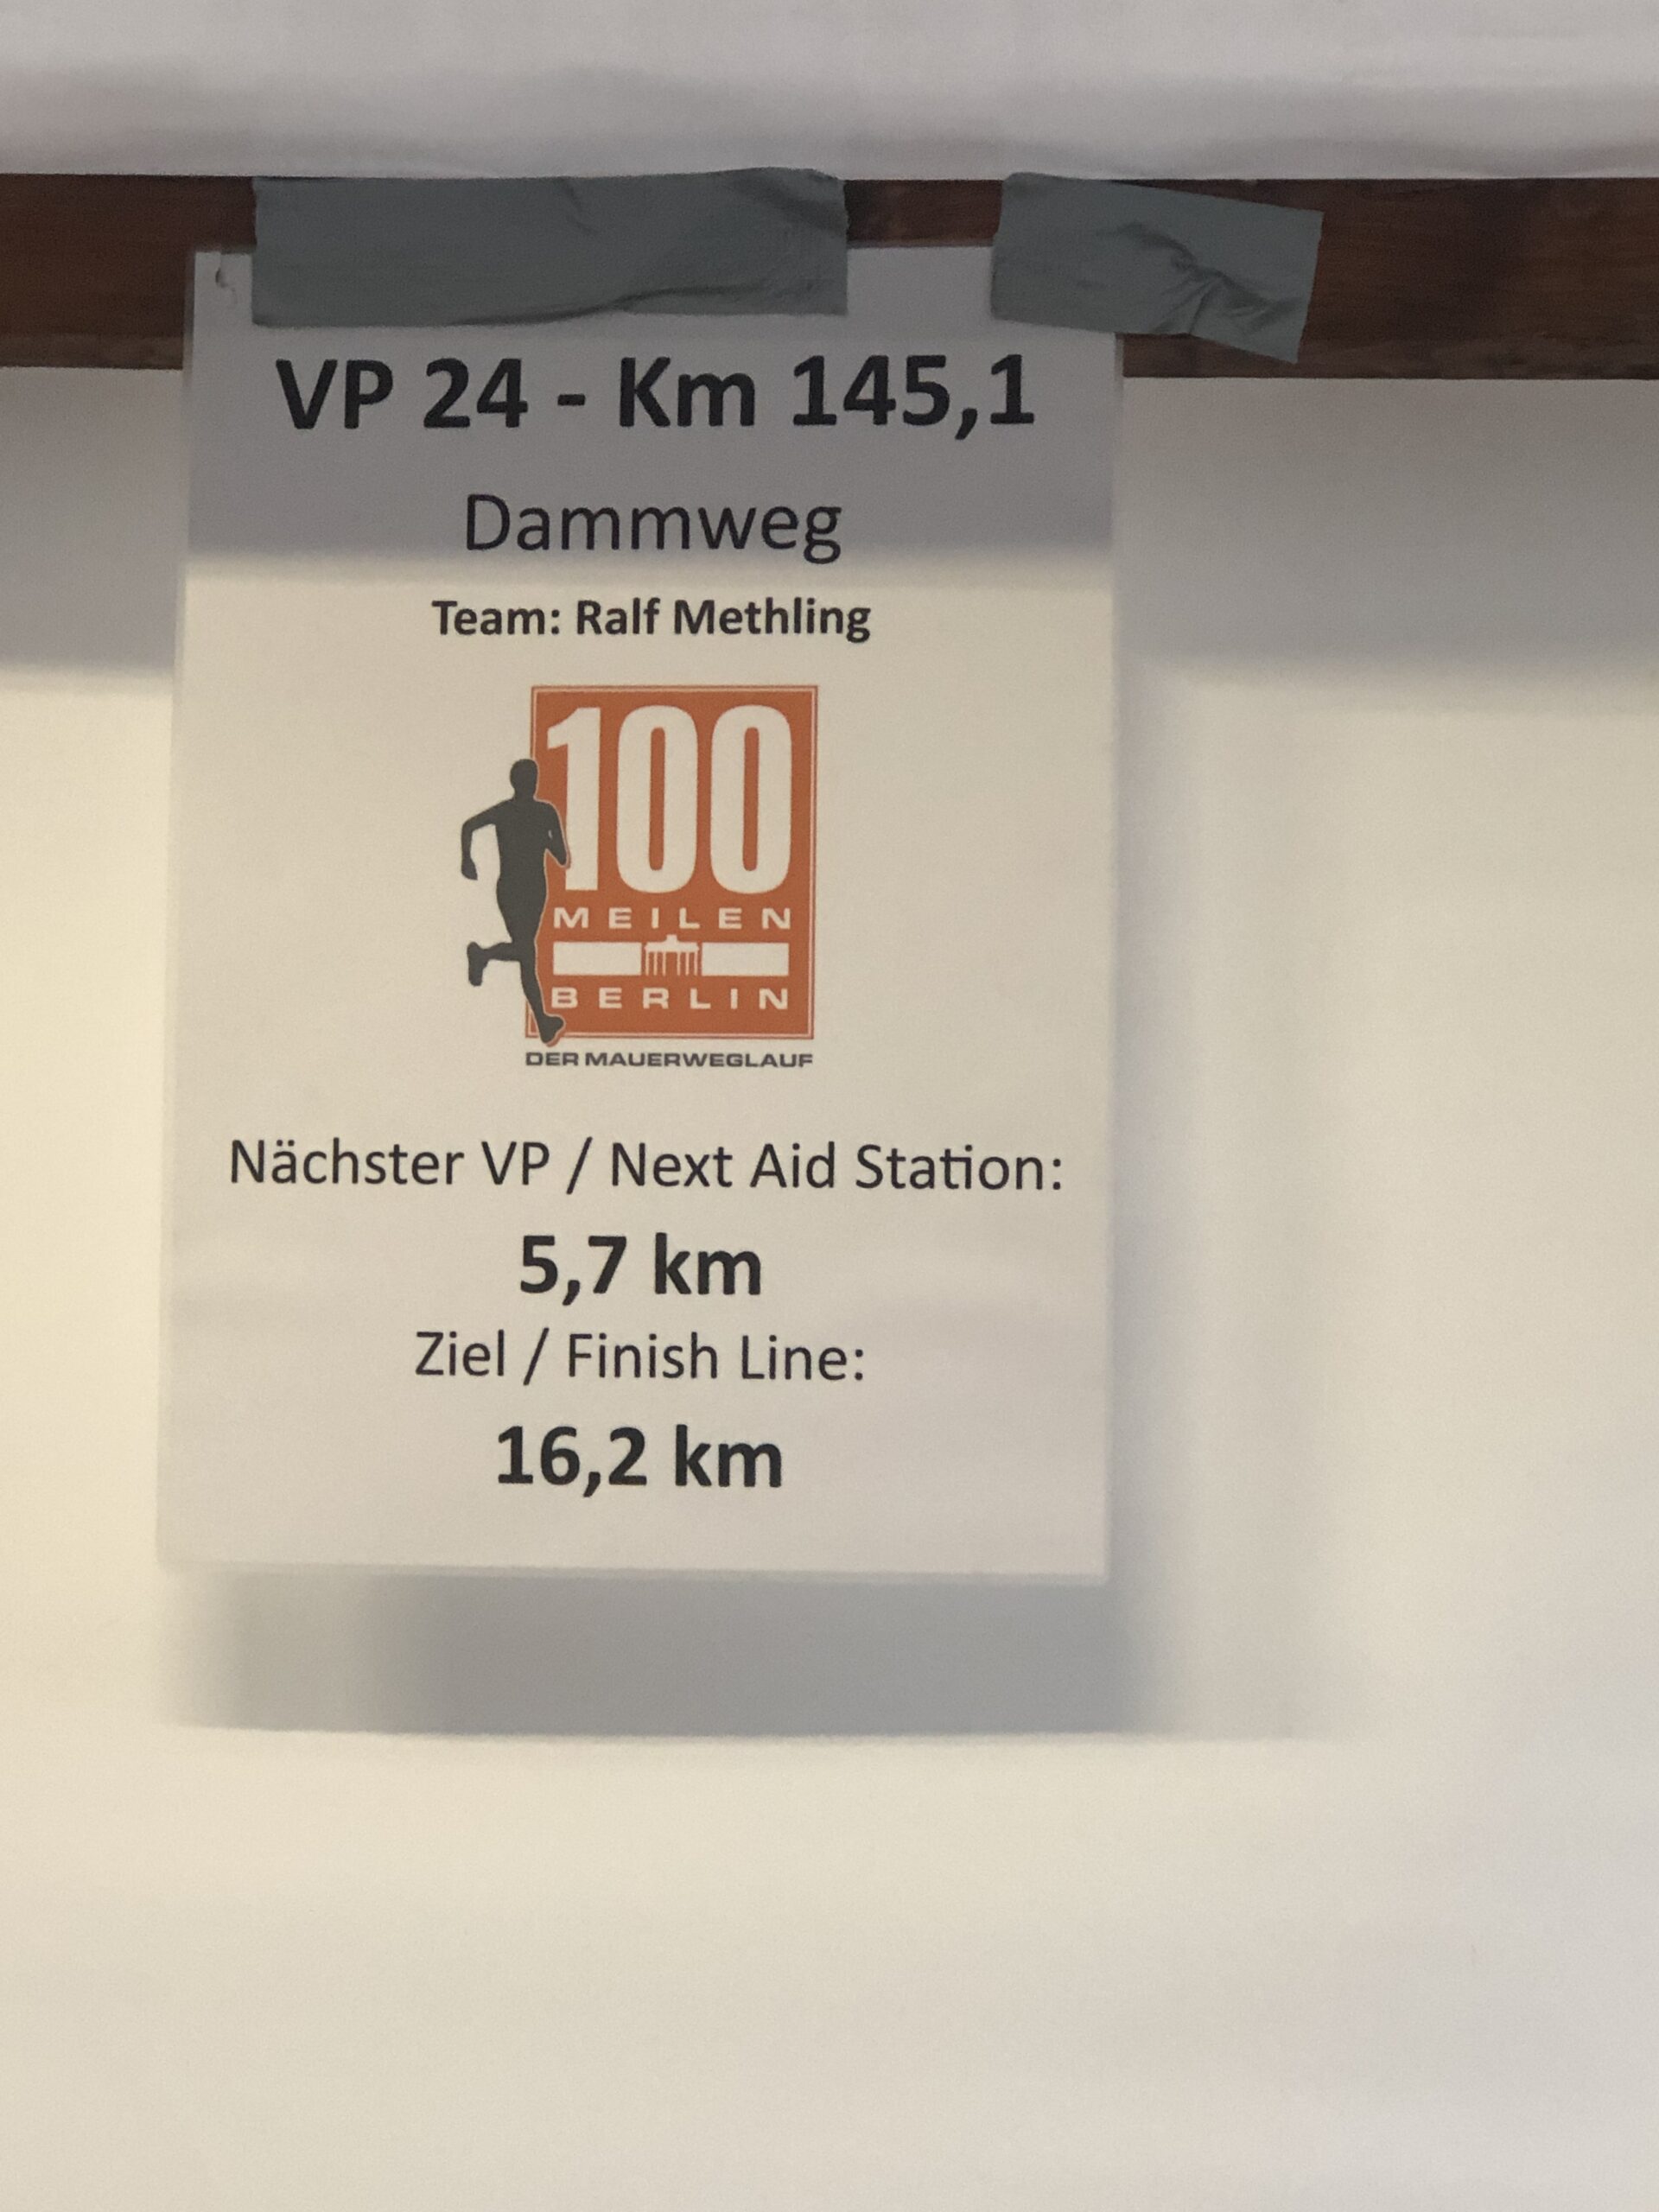 VP 24 - Km 145,1
Dammweg
Team: Ralf Methling
100
MEILEN
BERLIN
DER MAUERWEGLAUF
Nächster VP / Next Aid Station:
5,7 km
Ziel / Finish Line:
16,2 km